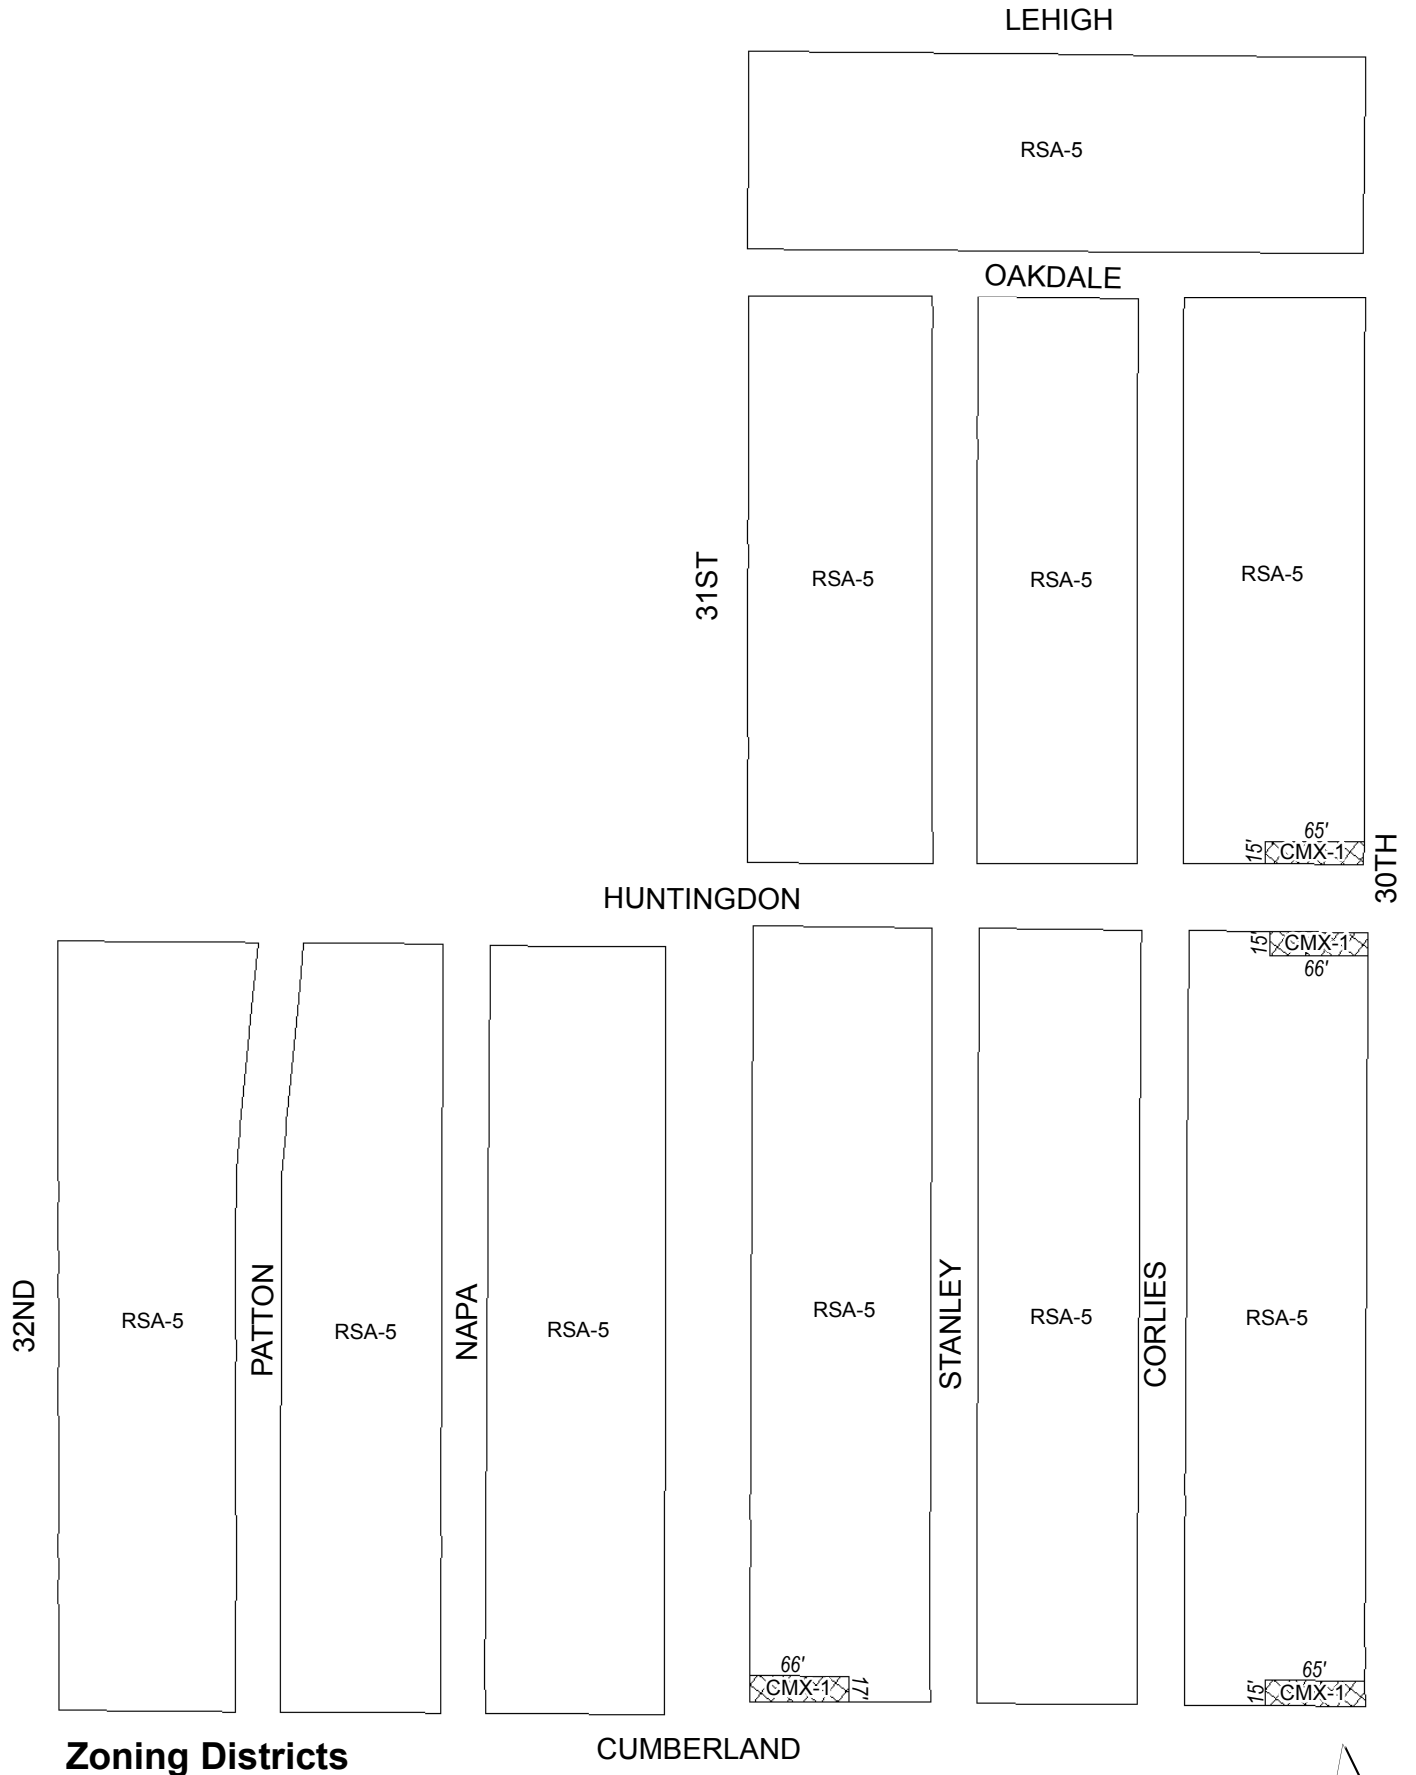 LEHIGH
RSA-5
OAKDALE
31ST
RSA-5
RSA-5
RSA-5
65'
15'
CMX-1
30TH
HUNTINGDON
15'
CMX-1
66'
32ND
RSA-5
PATTON
RSA-5
NAPA
RSA-5
RSA-5
STANLEY
RSA-5
CORLIES
RSA-5
66'
CMX-1
17'
65'
15'
CMX-1
CUMBERLAND
Zoning Districts